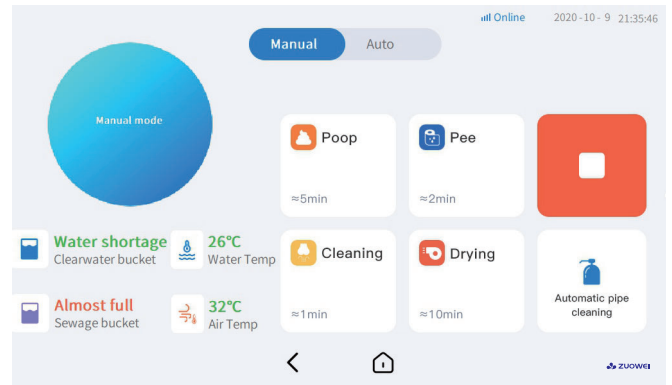 Online 2020-10- 9 21:35:46
Manual Auto
Manual mode
Poop
≈5min
Pee
≈2min
Water shortage
Clearwater bucket
26℃
Water Temp
Cleaning
≈1min
Drying
≈10min
Automatic pipe
cleaning
Almost full
Sewage bucket
32℃
Air Temp
ZUOWEI